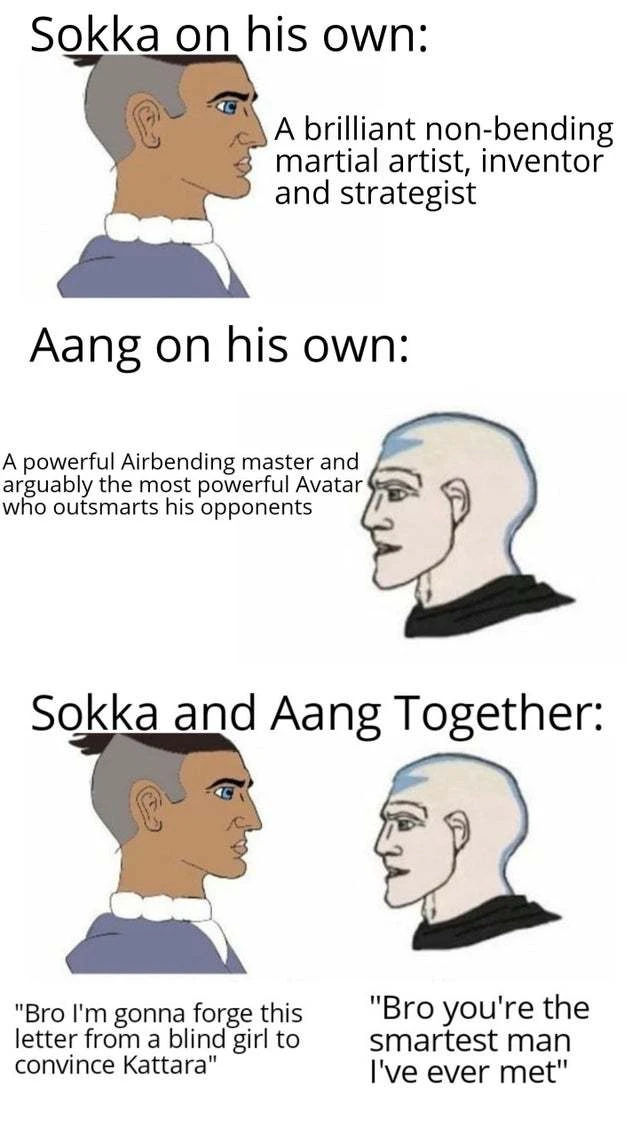 Sokka on his own:
A brilliant non-bending
martial artist, inventor
and strategist
Aang on his own:
A powerful Airbending master and
arguably the most powerful Avatar
who outsmarts his opponents
Sokka and Aang Together:
"Bro I'm gonna forge this
letter from a blind girl to
convince Kattara"
"Bro you're the
smartest man
I've ever met"